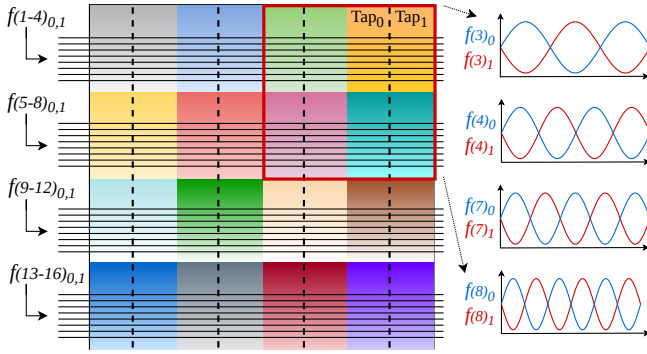 f(1-4)0,1
Tap0 Tap1
f(5-8)0,1
f(9-12)0,1
f(13-16)0,1
f(3)0
f(3)1
f(4)0
f(4)1
f(7)0
f(7)1
f(8)0
f(8)1